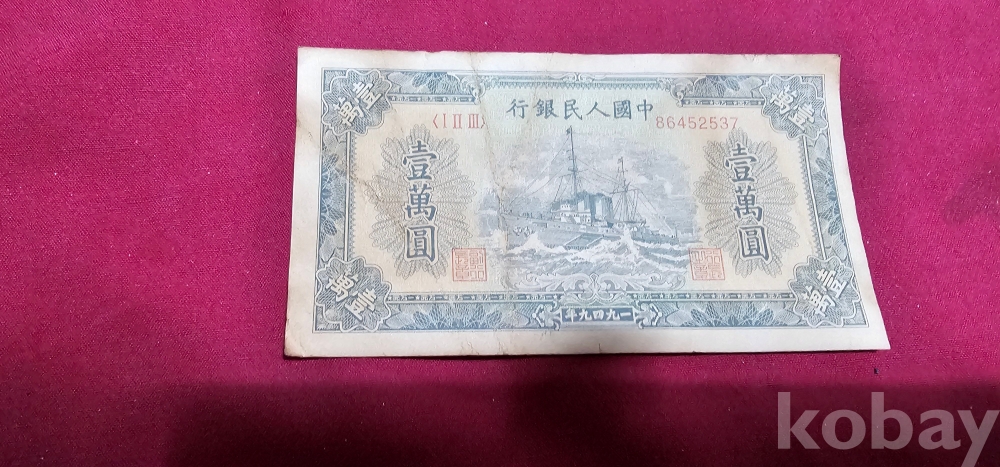 行銀民人國中
〈I II III〉
86452537
壹萬
萬壹
壹萬圓
壹萬圓
壹萬
壹萬
年九四九一
kobay